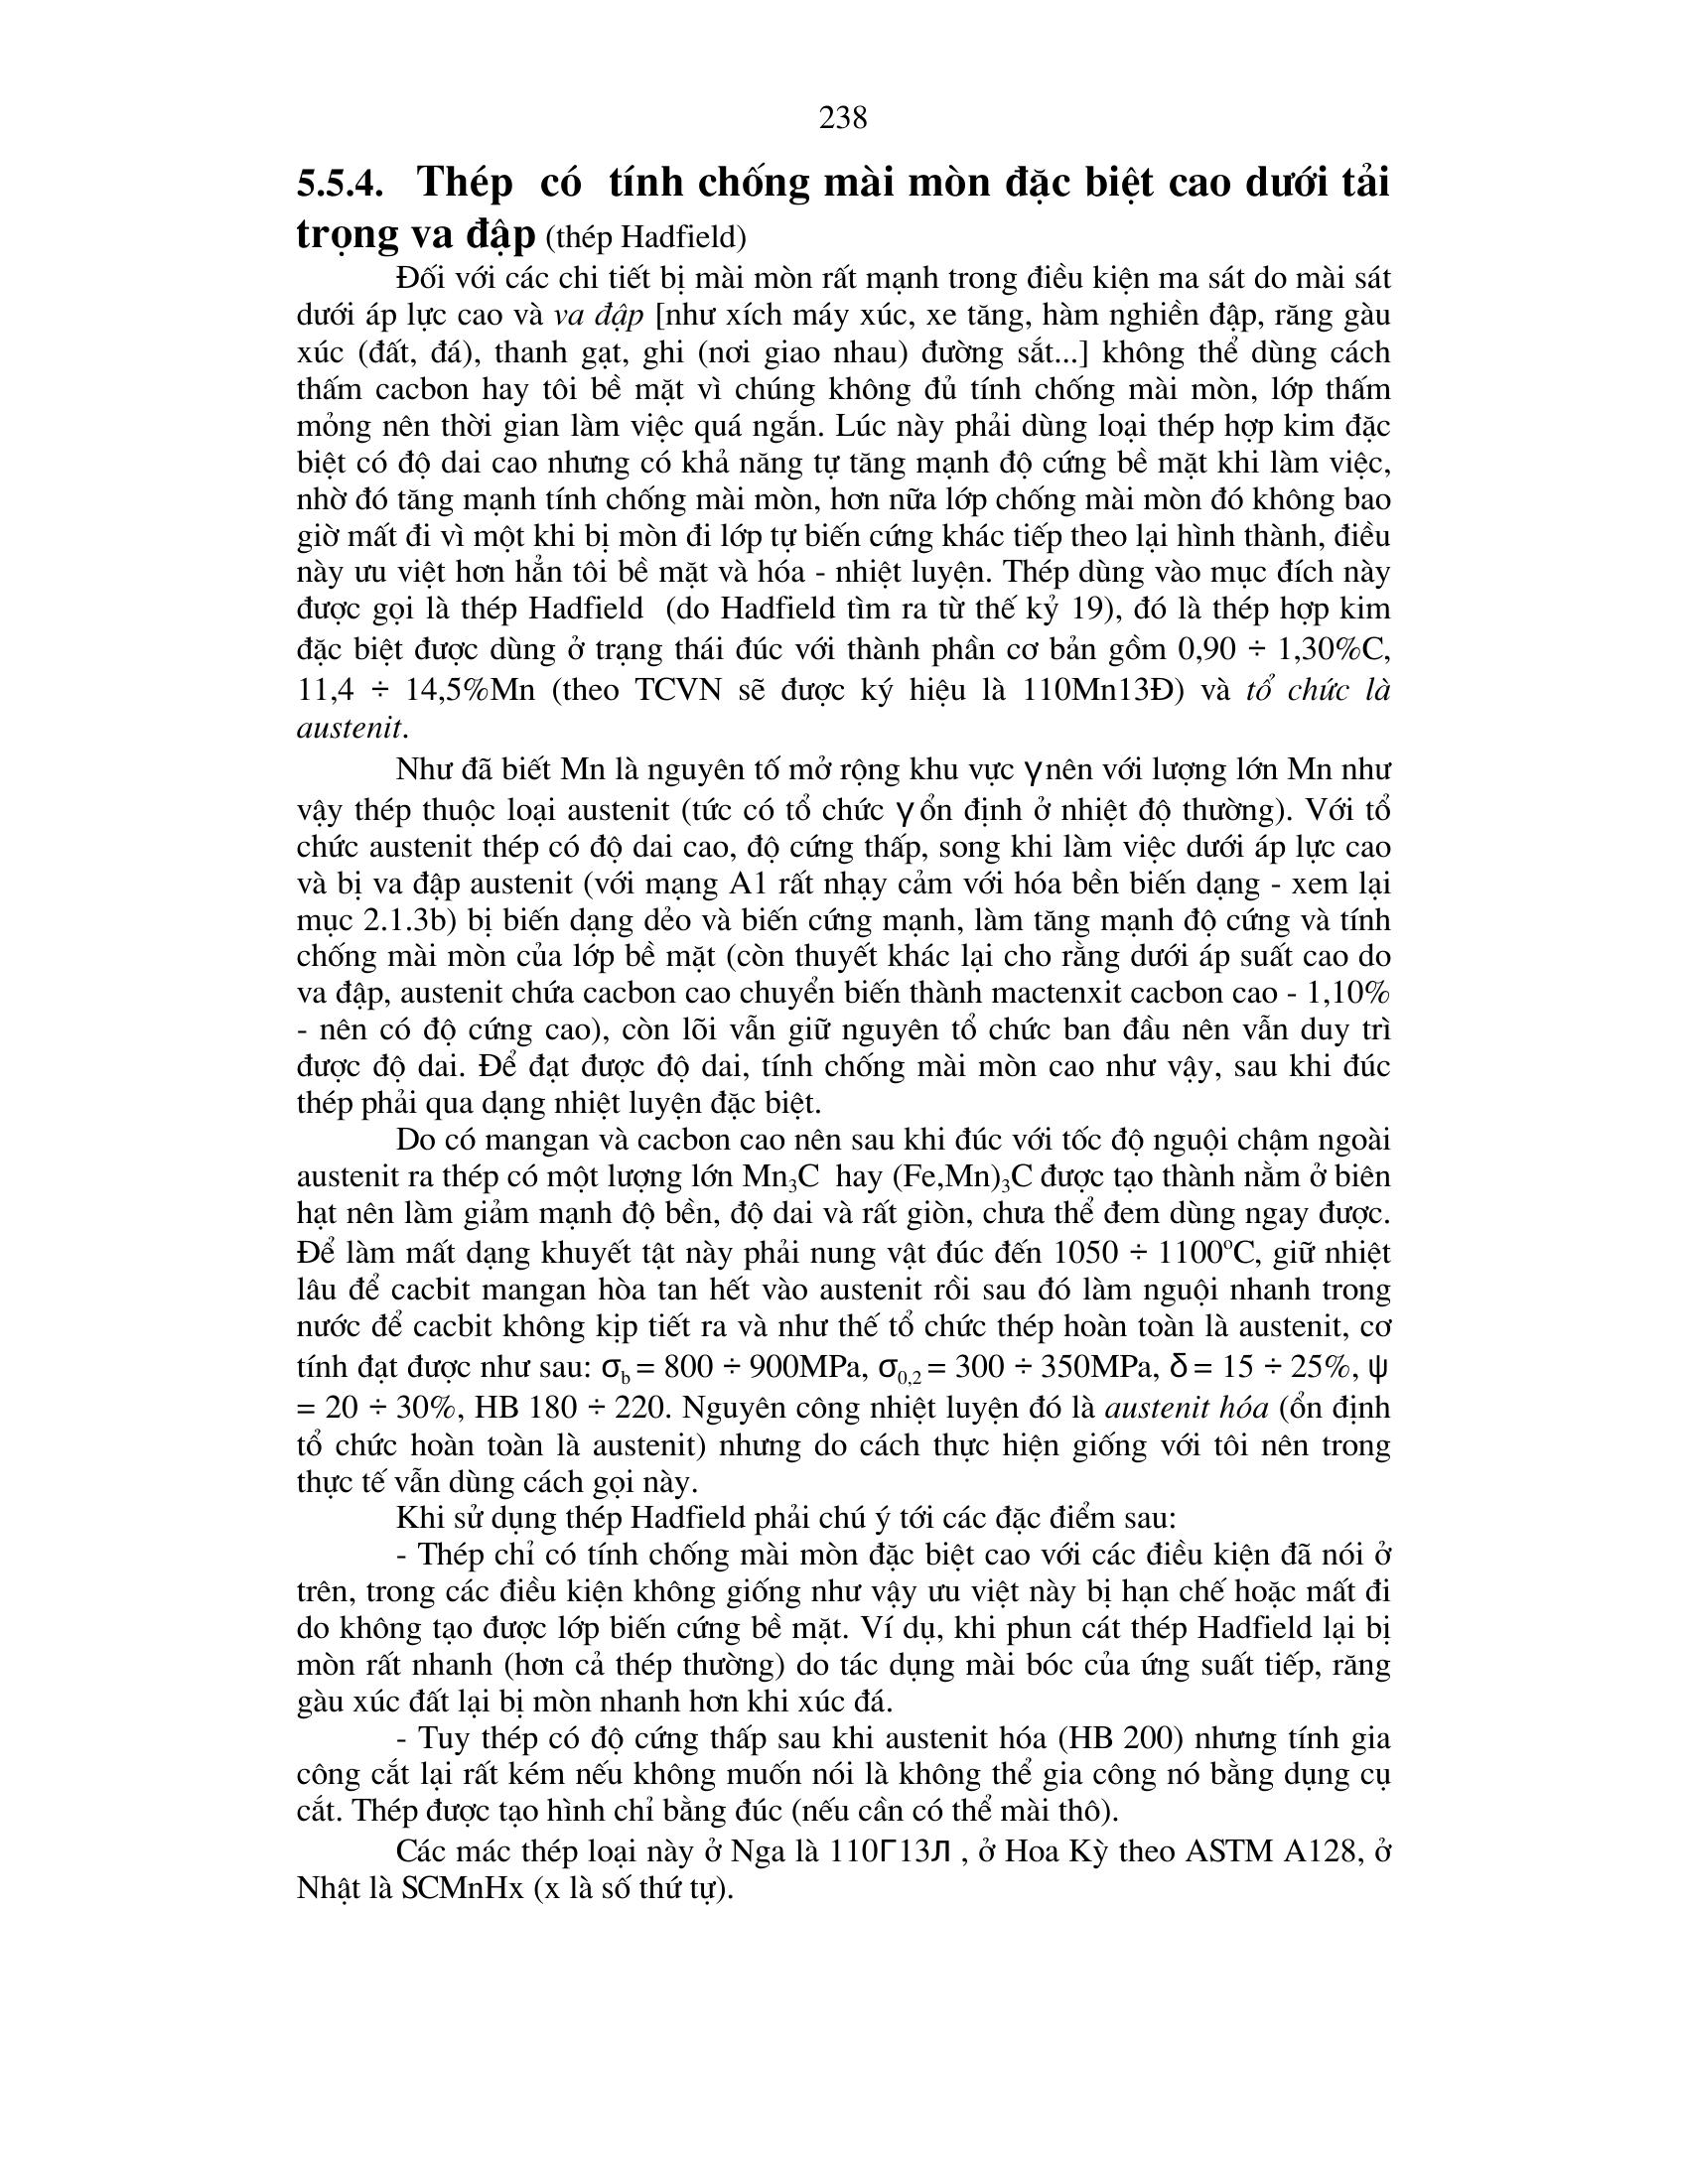 238
5.5.4. Thép có tính chống mài mòn đặc biệt cao dưới tải
trọng va đập (thép Hadfield)
Đối với các chi tiết bị mài mòn rất mạnh trong điều kiện ma sát do mài sát
dưới áp lực cao và va đập [như xích máy xúc, xe tăng, hàm nghiền đập, răng gàu
xúc (đất, đá), thanh gạt, ghi (nơi giao nhau) đường sắt...] không thể dùng cách
thấm cacbon hay tôi bề mặt vì chúng không đủ tính chống mài mòn, lớp thấm
mỏng nên thời gian làm việc quá ngắn. Lúc này phải dùng loại thép hợp kim đặc
biệt có độ dai cao nhưng có khả năng tự tăng mạnh độ cứng bề mặt khi làm việc,
nhờ đó tăng mạnh tính chống mài mòn, hơn nữa lớp chống mài mòn đó không bao
giờ mất đi vì một khi bị mòn đi lớp tự biến cứng khác tiếp theo lại hình thành, điều
này ưu việt hơn hẳn tôi bề mặt và hóa - nhiệt luyện. Thép dùng vào mục đích này
được gọi là thép Hadfield (do Hadfield tìm ra từ thế kỷ 19), đó là thép hợp kim
đặc biệt được dùng ở trạng thái đúc với thành phần cơ bản gồm 0,90 ÷ 1,30%C,
11,4 ÷ 14,5%Mn (theo TCVN sẽ được ký hiệu là 110Mn13Đ) và tổ chức là
austenit.
Như đã biết Mn là nguyên tố mở rộng khu vực γ nên với lượng lớn Mn như
vậy thép thuộc loại austenit (tức có tổ chức γ ổn định ở nhiệt độ thường). Với tổ
chức austenit thép có độ dai cao, độ cứng thấp, song khi làm việc dưới áp lực cao
và bị va đập austenit (với mạng A1 rất nhạy cảm với hóa bền biến dạng - xem lại
mục 2.1.3b) bị biến dạng dẻo và biến cứng mạnh, làm tăng mạnh độ cứng và tính
chống mài mòn của lớp bề mặt (còn thuyết khác lại cho rằng dưới áp suất cao do
va đập, austenit chứa cacbon cao chuyển biến thành mactenxit cacbon cao - 1,10%
- nên có độ cứng cao), còn lõi vẫn giữ nguyên tổ chức ban đầu nên vẫn duy trì
được độ dai. Để đạt được độ dai, tính chống mài mòn cao như vậy, sau khi đúc
thép phải qua dạng nhiệt luyện đặc biệt.
Do có mangan và cacbon cao nên sau khi đúc với tốc độ nguội chậm ngoài
austenit ra thép có một lượng lớn Mn₃C hay (Fe,Mn)₃C được tạo thành nằm ở biên
hạt nên làm giảm mạnh độ bền, độ dai và rất giòn, chưa thể đem dùng ngay được.
Để làm mất dạng khuyết tật này phải nung vật đúc đến 1050 ÷ 1100ºC, giữ nhiệt
lâu để cacbit mangan hòa tan hết vào austenit rồi sau đó làm nguội nhanh trong
nước để cacbit không kịp tiết ra và như thế tổ chức thép hoàn toàn là austenit, cơ
tính đạt được như sau: σb = 800 ÷ 900MPa, σ0,2 = 300 ÷ 350MPa, δ = 15 ÷ 25%, ψ
= 20 ÷ 30%, HB 180 ÷ 220. Nguyên công nhiệt luyện đó là austenit hóa (ổn định
tổ chức hoàn toàn là austenit) nhưng do cách thực hiện giống với tôi nên trong
thực tế vẫn dùng cách gọi này.
Khi sử dụng thép Hadfield phải chú ý tới các đặc điểm sau:
- Thép chỉ có tính chống mài mòn đặc biệt cao với các điều kiện đã nói ở
trên, trong các điều kiện không giống như vậy ưu việt này bị hạn chế hoặc mất đi
do không tạo được lớp biến cứng bề mặt. Ví dụ, khi phun cát thép Hadfield lại bị
mòn rất nhanh (hơn cả thép thường) do tác dụng mài bóc của ứng suất tiếp, răng
gàu xúc đất lại bị mòn nhanh hơn khi xúc đá.
- Tuy thép có độ cứng thấp sau khi austenit hóa (HB 200) nhưng tính gia
công cắt lại rất kém nếu không muốn nói là không thể gia công nó bằng dụng cụ
cắt. Thép được tạo hình chỉ bằng đúc (nếu cần có thể mài thô).
Các mác thép loại này ở Nga là 110Г13Л , ở Hoa Kỳ theo ASTM A128, ở
Nhật là SCMnHx (x là số thứ tự).